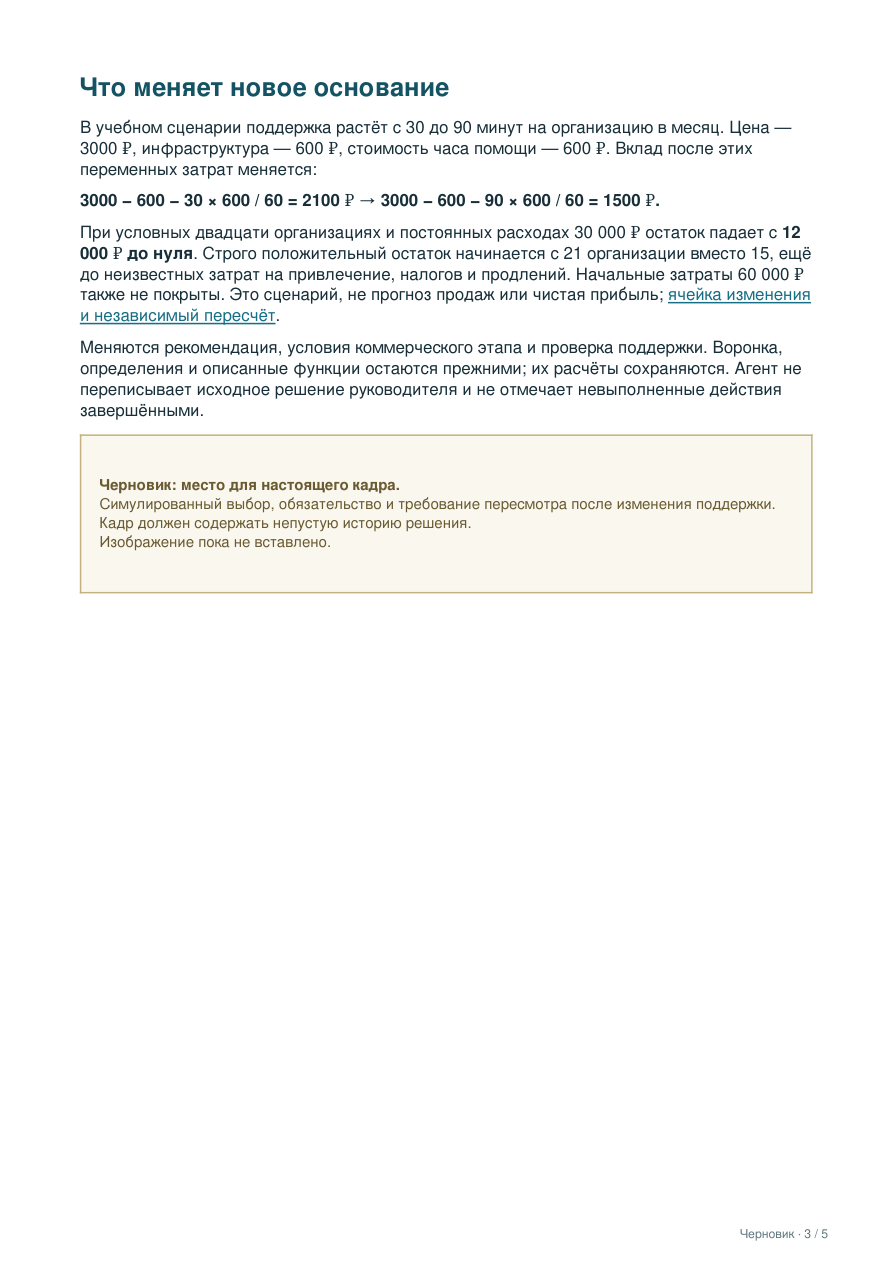 Что меняет новое основание
В учебном сценарии поддержка растёт с 30 до 90 минут на организацию в месяц. Цена —
3000 ₽, инфраструктура — 600 ₽, стоимость часа помощи — 600 ₽. Вклад после этих
переменных затрат меняется:
3000 − 600 − 30 × 600 / 60 = 2100 ₽ → 3000 − 600 − 90 × 600 / 60 = 1500 ₽.
При условных двадцати организациях и постоянных расходах 30 000 ₽ остаток падает с 12
000 ₽ до нуля. Строго положительный остаток начинается с 21 организации вместо 15, ещё
до неизвестных затрат на привлечение, налогов и продлений. Начальные затраты 60 000 ₽
также не покрыты. Это сценарий, не прогноз продаж или чистая прибыль; ячейка изменения
и независимый пересчёт.
Меняются рекомендация, условия коммерческого этапа и проверка поддержки. Воронка,
определения и описанные функции остаются прежними; их расчёты сохраняются. Агент не
переписывает исходное решение руководителя и не отмечает невыполненные действия
завершёнными.
Черновик: место для настоящего кадра.
Симулированный выбор, обязательство и требование пересмотра после изменения поддержки.
Кадр должен содержать непустую историю решения.
Изображение пока не вставлено.
Черновик · 3 / 5